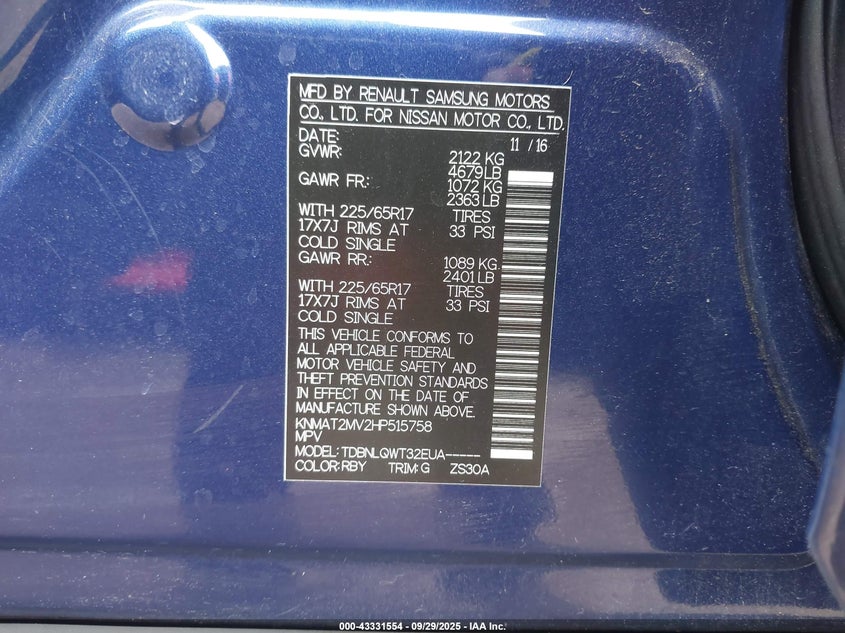 MFD BY RENAULT SAMSUNG MOTORS
CO., LTD. FOR NISSAN MOTOR CO., LTD.
DATE: 11 / 16
GVWR: 2122 KG
4679 LB
GAWR FR: 1072 KG
2363 LB
WITH 225/65R17 TIRES
17X7J RIMS AT 33 PSI
COLD SINGLE
GAWR RR: 1089 KG
2401 LB
WITH 225/65R17 TIRES
17X7J RIMS AT 33 PSI
COLD SINGLE
THIS VEHICLE CONFORMS TO
ALL APPLICABLE FEDERAL
MOTOR VEHICLE SAFETY AND
THEFT PREVENTION STANDARDS
IN EFFECT ON THE DATE OF
MANUFACTURE SHOWN ABOVE.
KNMAT2MV2HP515758
MPV
MODEL: TDBNLQWT32EUA-----
COLOR: RBY TRIM: G ZS30A
000-43331554 - 09/29/2025 - IAA Inc.